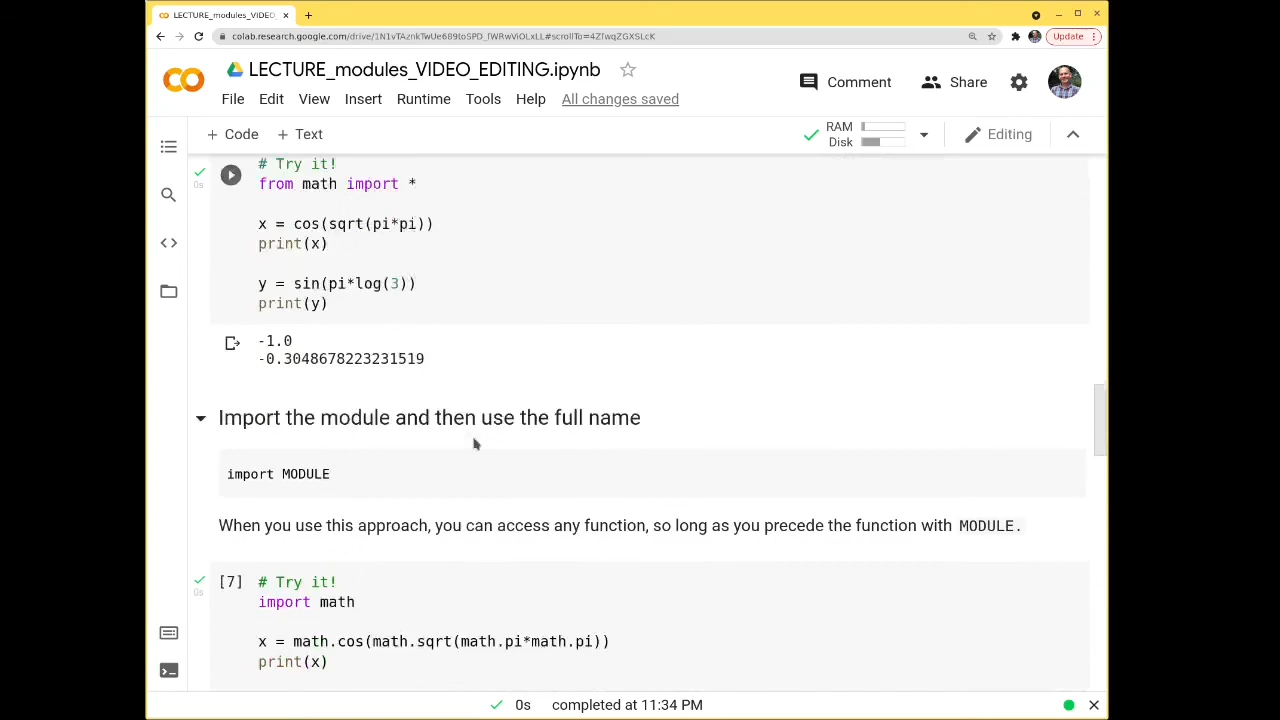 LECTURE_modules_VIDEO_
colab.research.google.com/drive/1N1vTAznkTwUe689toSPD_fWRwViOLxLL#scrollTo=4ZfwqZGXSLcK
Update
LECTURE_modules_VIDEO_EDITING.ipynb
Comment
Share
File Edit View Insert Runtime Tools Help All changes saved
+ Code + Text
RAM
Disk
Editing
# Try it!
0s
from math import *
x = cos(sqrt(pi*pi))
print(x)
y = sin(pi*log(3))
print(y)
-1.0
-0.3048678223231519
Import the module and then use the full name
import MODULE
When you use this approach, you can access any function, so long as you precede the function with MODULE.
[7] # Try it!
0s
import math
x = math.cos(math.sqrt(math.pi*math.pi))
print(x)
0s completed at 11:34 PM